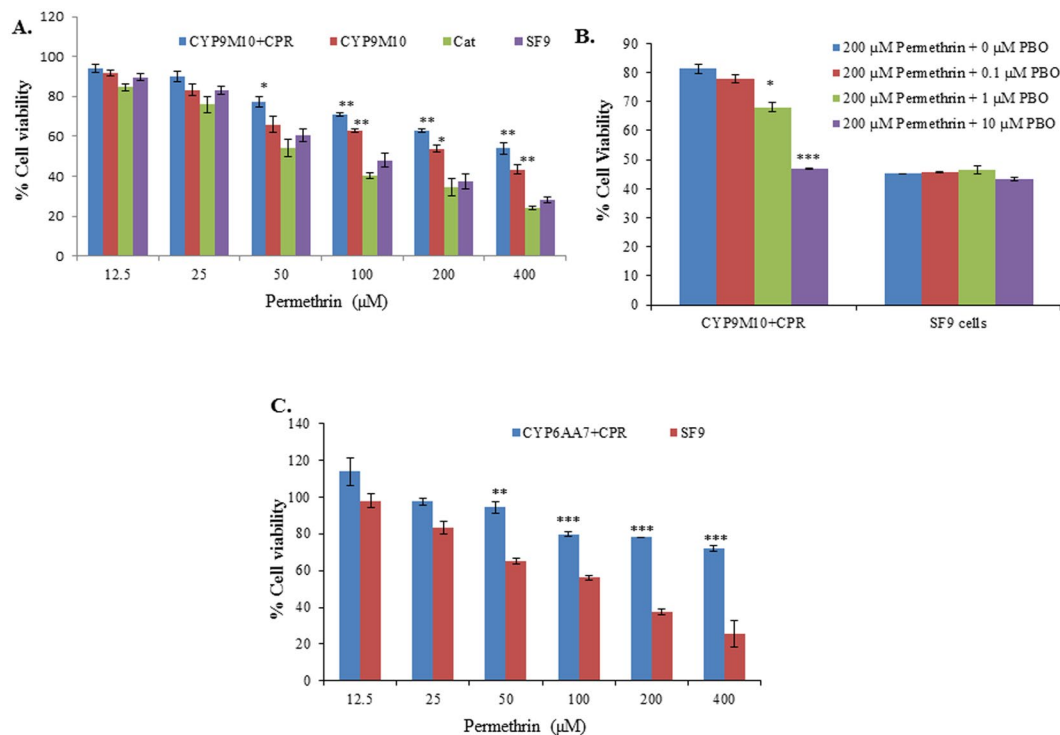 A.
CYP9M10+CPR CYP9M10 Cat SF9
120
100
80
60
40
20
0
% Cell viability
*
**
**
**
*
**
**
12.5 25 50 100 200 400
Permethrin (µM)
B.
90
80
70
60
50
40
30
20
10
0
% Cell Viability
200 µM Permethrin + 0 µM PBO
200 µM Permethrin + 0.1 µM PBO
200 µM Permethrin + 1 µM PBO
200 µM Permethrin + 10 µM PBO
*
***
CYP9M10+CPR SF9 cells
C.
CYP6AA7+CPR SF9
140
120
100
80
60
40
20
0
% Cell viability
**
***
***
***
12.5 25 50 100 200 400
Permethrin (µM)